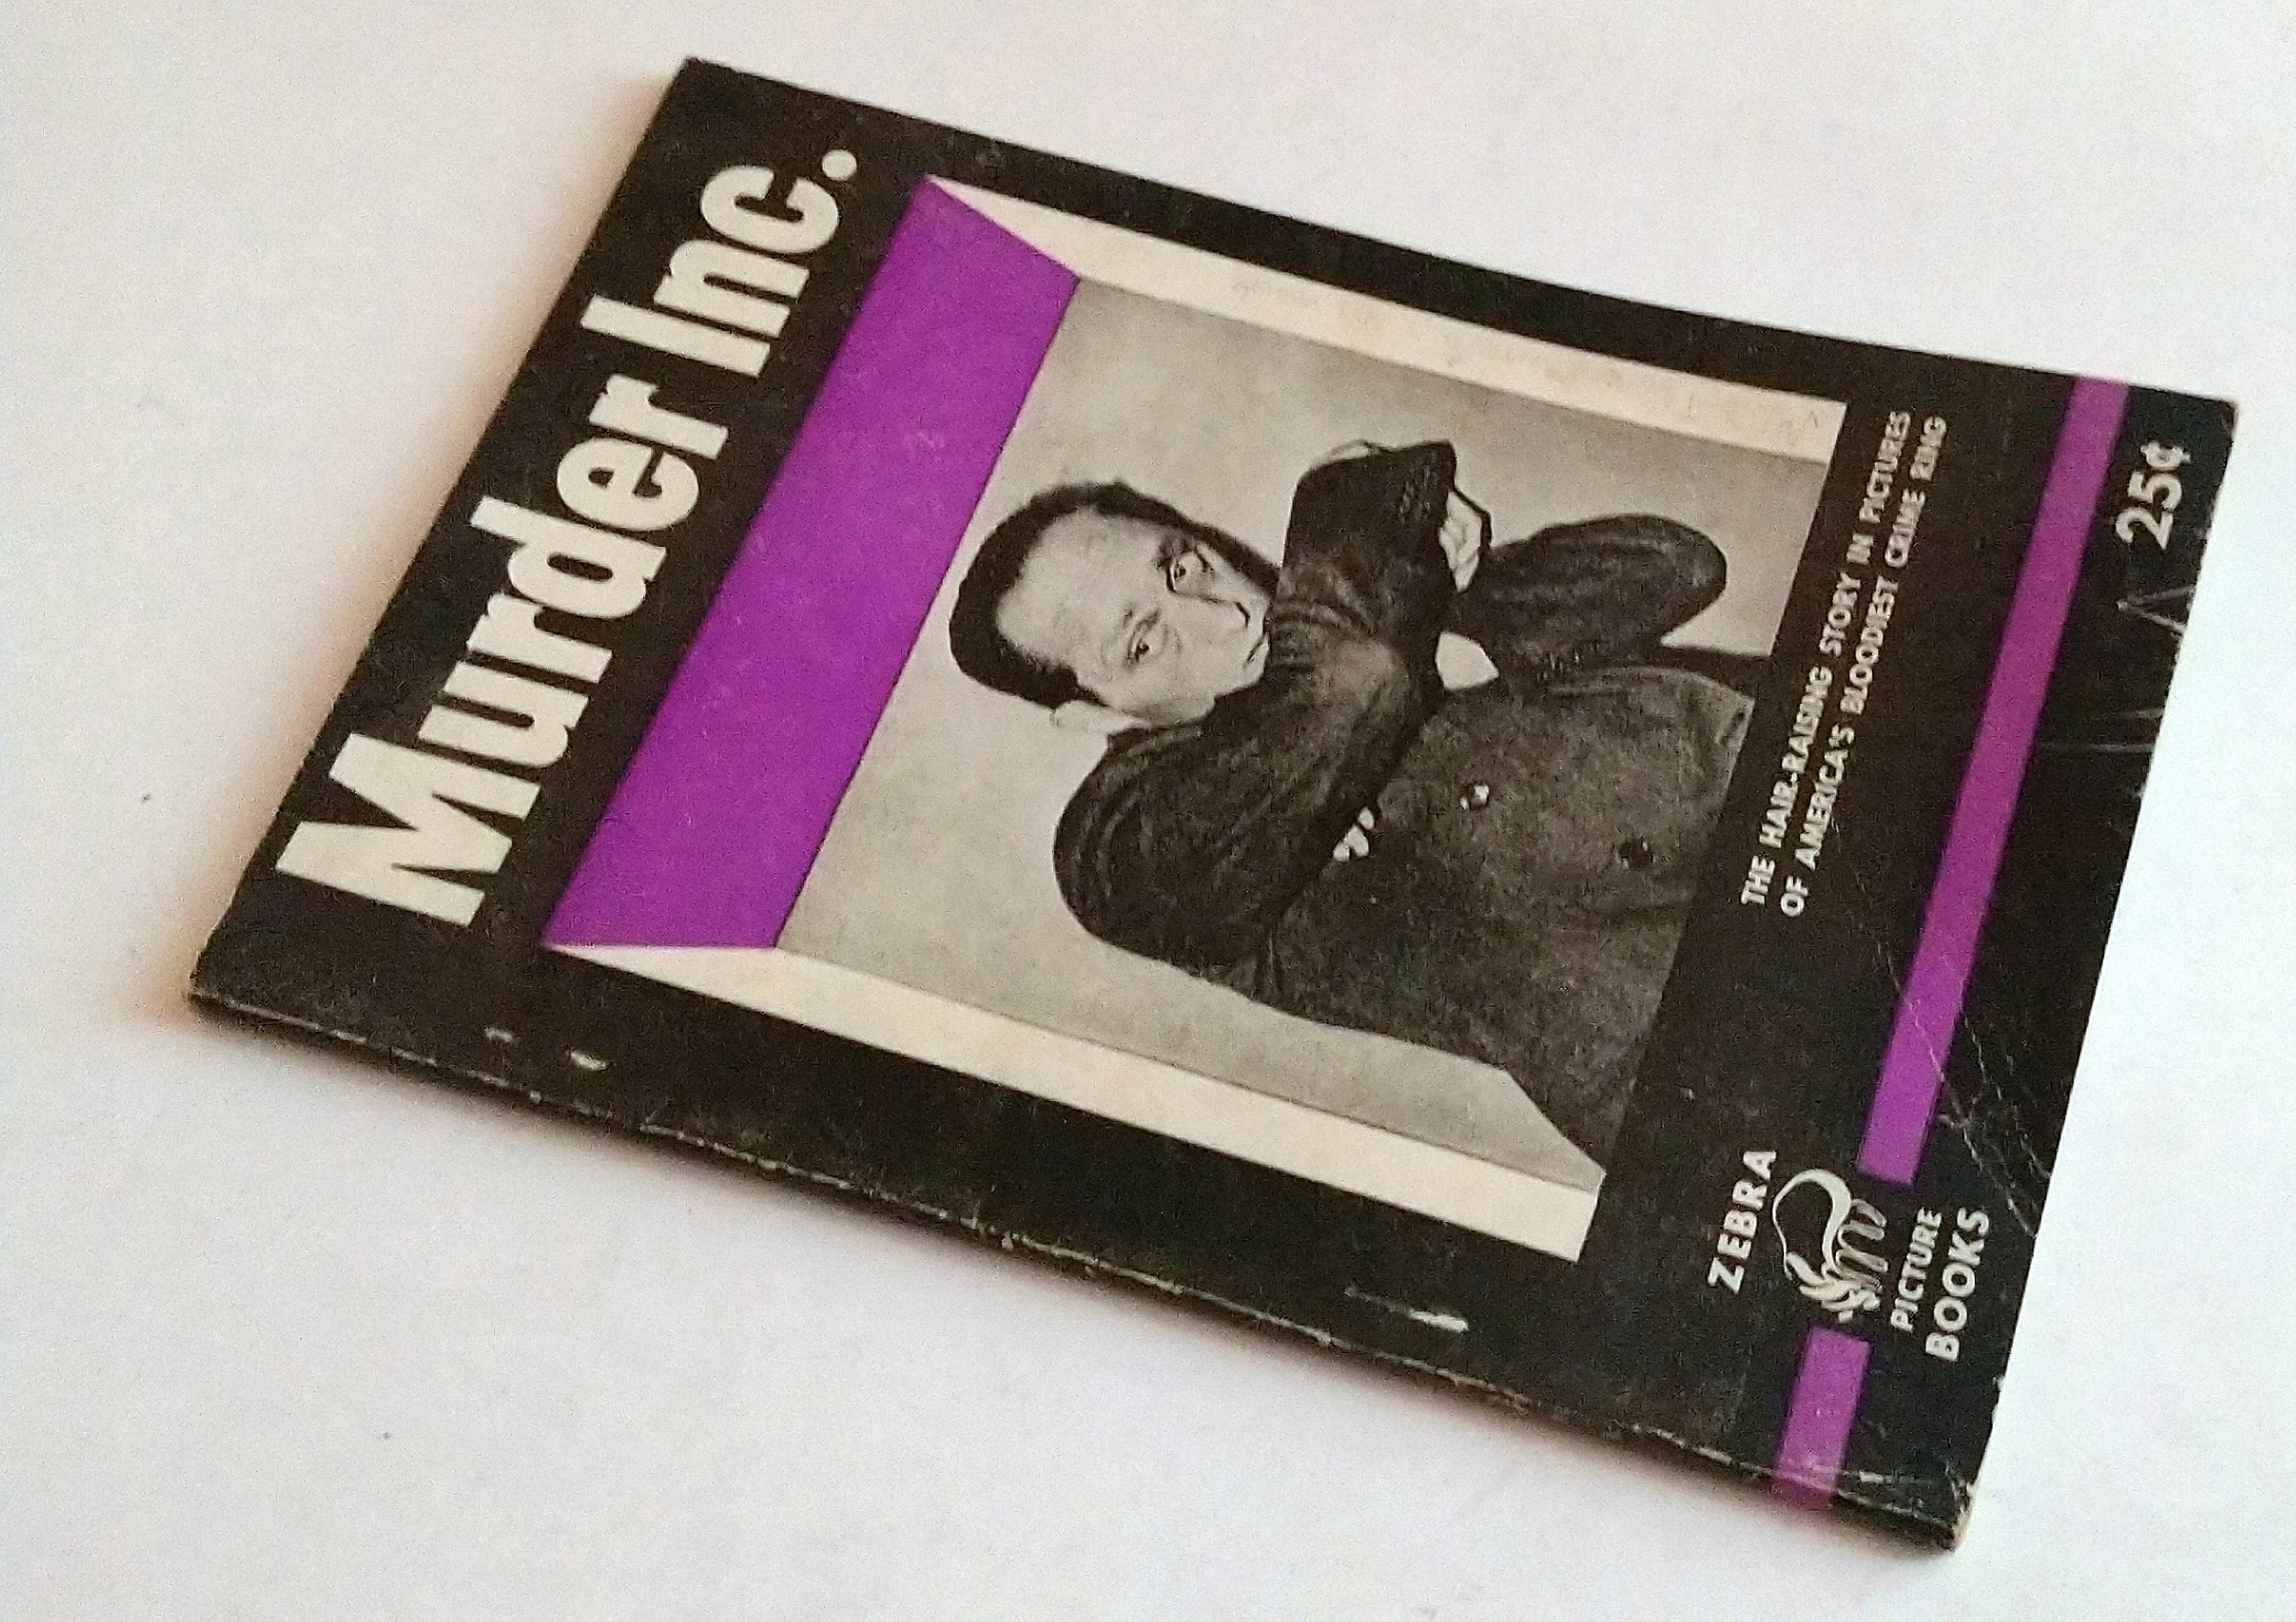 Murder Inc.
THE HAIR-RAISING STORY IN PICTURES
OF AMERICA'S BLOODIEST CRIME RING
ZEBRA
PICTURE
BOOKS
25¢